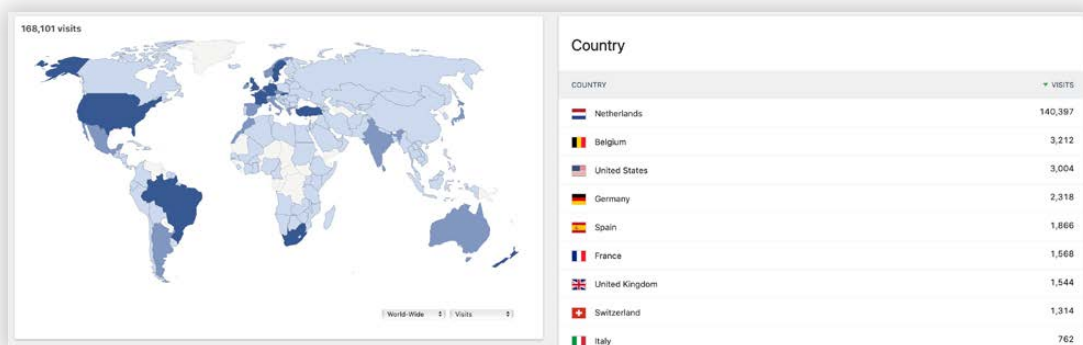 168,101 visits
World-Wide
Visits
Country
COUNTRY VISITS
Netherlands 140,397
Belgium 3,212
United States 3,004
Germany 2,318
Spain 1,866
France 1,568
United Kingdom 1,544
Switzerland 1,314
Italy 762